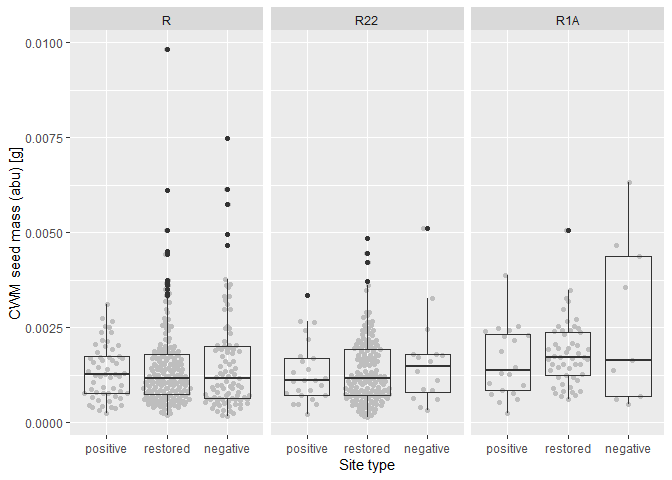 R R22 R1A
0.0100
0.0075
0.0050
0.0025
0.0000
CWM seed mass (abu) [g]
positive restored negative positive restored negative positive restored negative
Site type